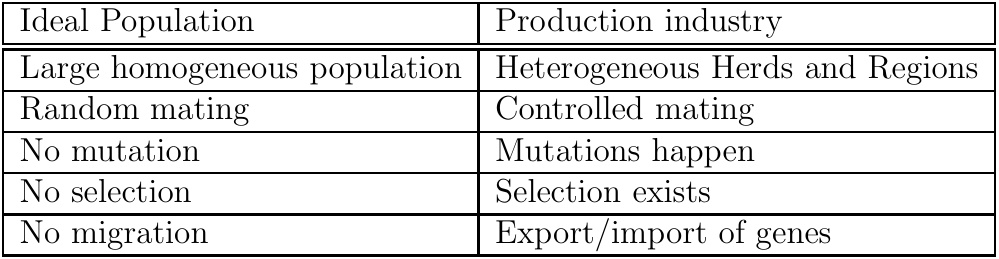 Ideal Population Production industry
Large homogeneous population Heterogeneous Herds and Regions
Random mating Controlled mating
No mutation Mutations happen
No selection Selection exists
No migration Export/import of genes